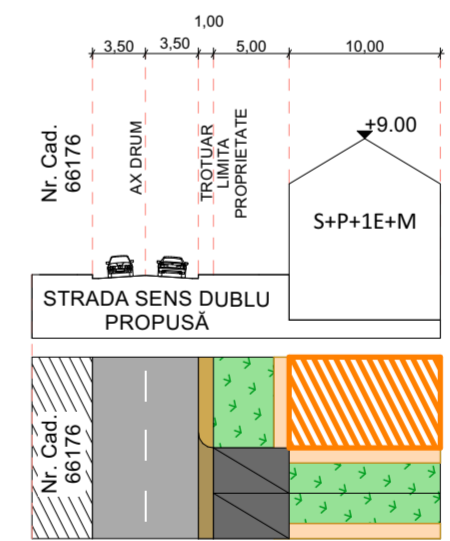 1,00
3,50 3,50 5,00 10,00
Nr. Cad.
66176
AX DRUM
TROTUAR
LIMITA
PROPRIETATE
+9.00
S+P+1E+M
STRADA SENS DUBLU
PROPUSĂ
Nr. Cad.
66176